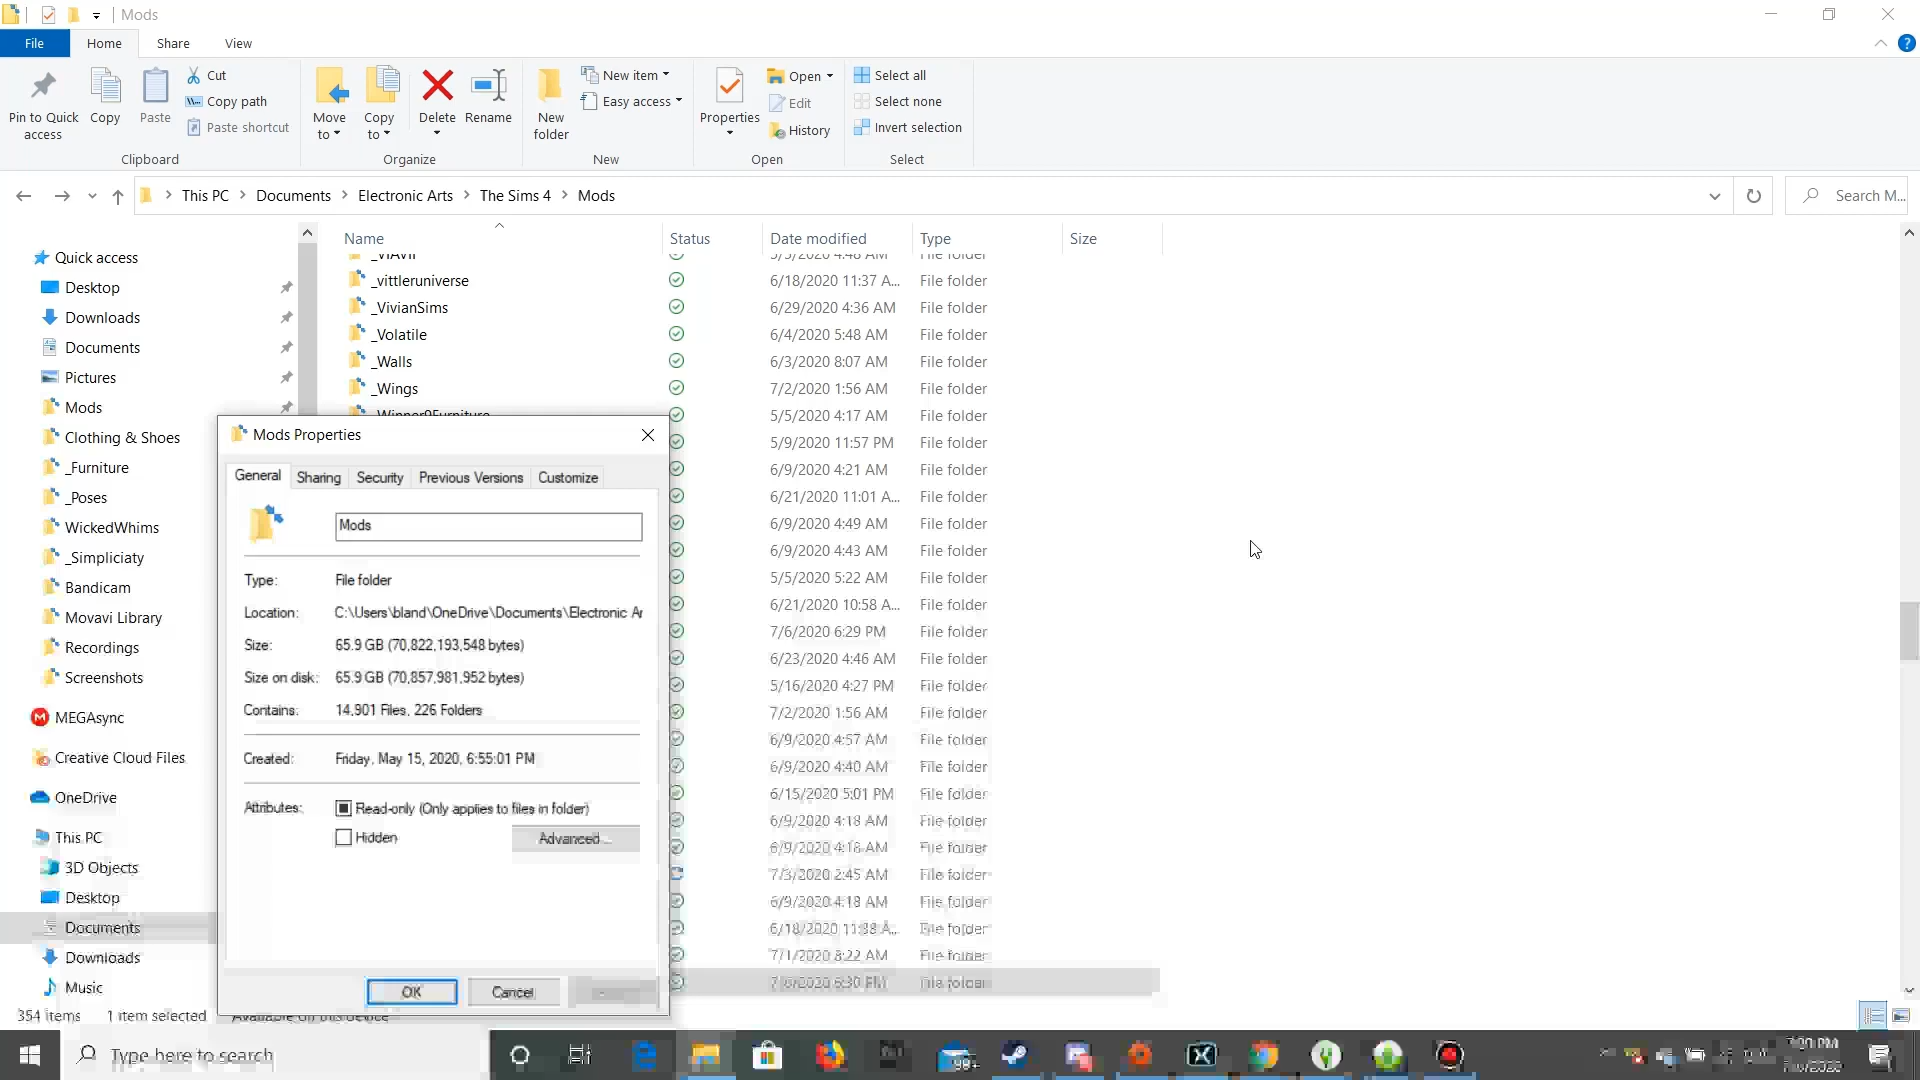 Mods
File Home Share View
Pin to Quick access
Copy
Paste
Cut
Copy path
Paste shortcut
Clipboard
Move to
Copy to
Delete
Rename
Organize
New folder
New item
Easy access
New
Properties
Open
Edit
History
Open
Select all
Select none
Invert selection
Select
This PC > Documents > Electronic Arts > The Sims 4 > Mods
Search M...
Name Status Date modified Type Size
4:48 AM File folder
_vittleruniverse 6/18/2020 11:37 A... File folder
_VivianSims 6/29/2020 4:36 AM File folder
_Volatile 6/4/2020 5:48 AM File folder
_Walls 6/3/2020 8:07 AM File folder
_Wings 7/2/2020 1:56 AM File folder
_Winner9Furniture 5/5/2020 4:17 AM File folder
5/9/2020 11:57 PM File folder
6/9/2020 4:21 AM File folder
6/21/2020 11:01 A... File folder
6/9/2020 4:49 AM File folder
6/9/2020 4:43 AM File folder
5/5/2020 5:22 AM File folder
6/21/2020 10:58 A... File folder
7/6/2020 6:29 PM File folder
6/23/2020 4:46 AM File folder
5/16/2020 4:27 PM File folder
7/2/2020 1:56 AM File folder
6/9/2020 4:57 AM File folder
6/9/2020 4:40 AM File folder
6/15/2020 5:01 PM File folder
6/9/2020 4:18 AM File folder
6/9/2020 4:18 AM File folder
7/3/2020 2:45 AM File folder
6/9/2020 4:18 AM File folder
6/18/2020 11:38 A... File folder
7/1/2020 8:22 AM File folder
6:30 PM File folder
Quick access
Desktop
Downloads
Documents
Pictures
Mods
Clothing & Shoes
_Furniture
_Poses
WickedWhims
_Simpliciaty
Bandicam
Movavi Library
Recordings
Screenshots
MEGAsync
Creative Cloud Files
OneDrive
This PC
3D Objects
Desktop
Documents
Downloads
Music
Mods Properties
General Sharing Security Previous Versions Customize
Mods
Type: File folder
Location: C:\Users\bland\OneDrive\Documents\Electronic Ar
Size: 65.9 GB (70,822,193,548 bytes)
Size on disk: 65.9 GB (70,857,981,952 bytes)
Contains: 14,901 Files, 226 Folders
Created: Friday, May 15, 2020, 6:55:01 PM
Attributes: Read-only (Only applies to files in folder)
Hidden
Advanced...
OK Cancel
354 items 1 item selected Available on this device
Type here to search
99+